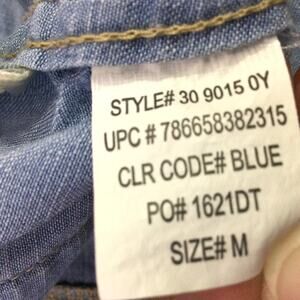 STYLE# 30 9015 0Y
UPC # 786658382315
CLR CODE# BLUE
PO# 1621DT
SIZE# M